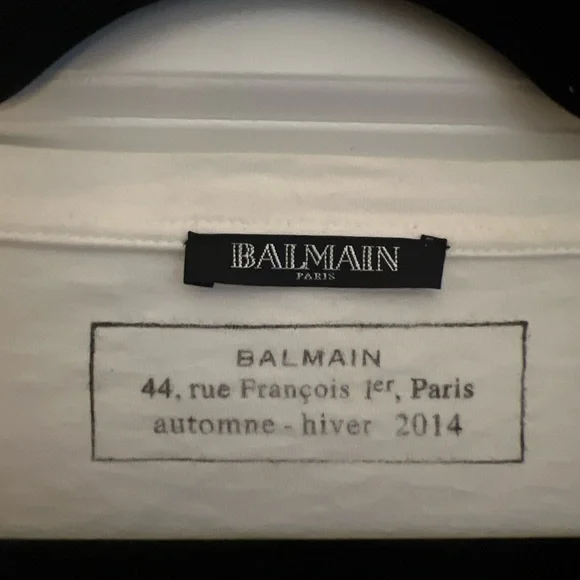 BALMAIN
PARIS
BALMAIN
44, rue François 1er, Paris
automne - hiver 2014